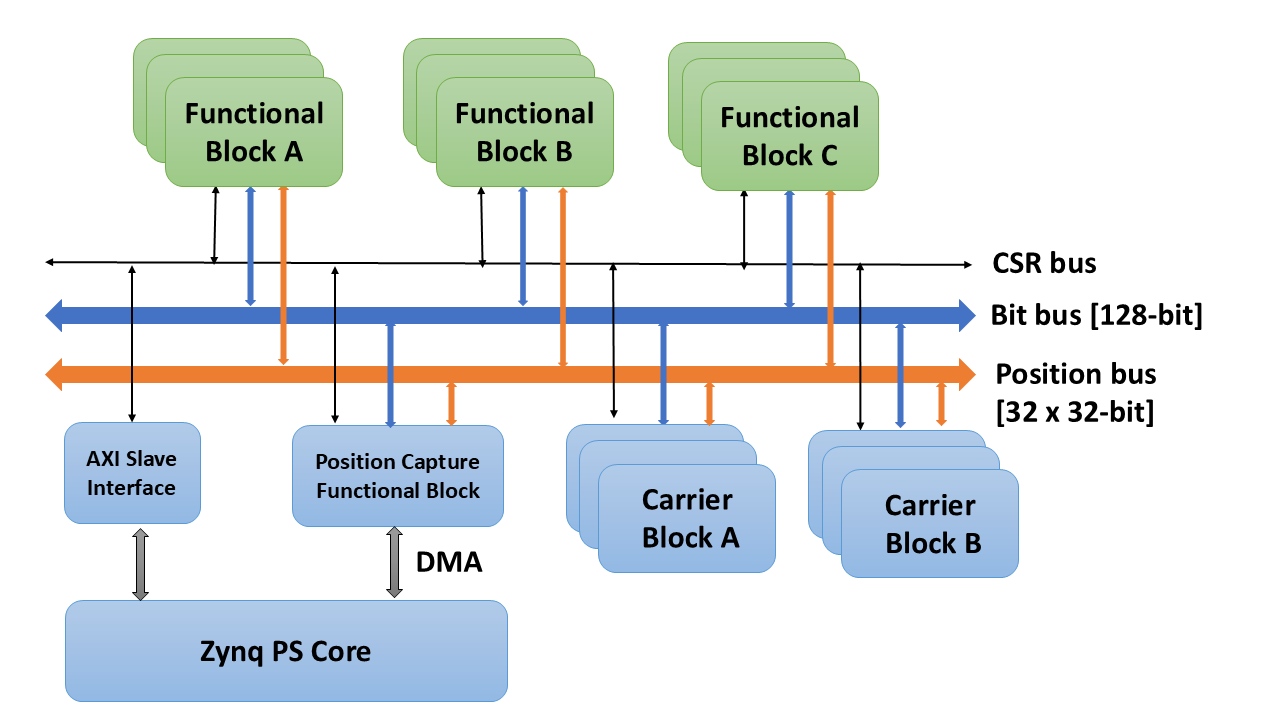 Functional
Block A
Functional
Block B
Functional
Block C
CSR bus
Bit bus [128-bit]
Position bus
[32 x 32-bit]
AXI Slave
Interface
Position Capture
Functional Block
Carrier
Block A
Carrier
Block B
DMA
Zynq PS Core